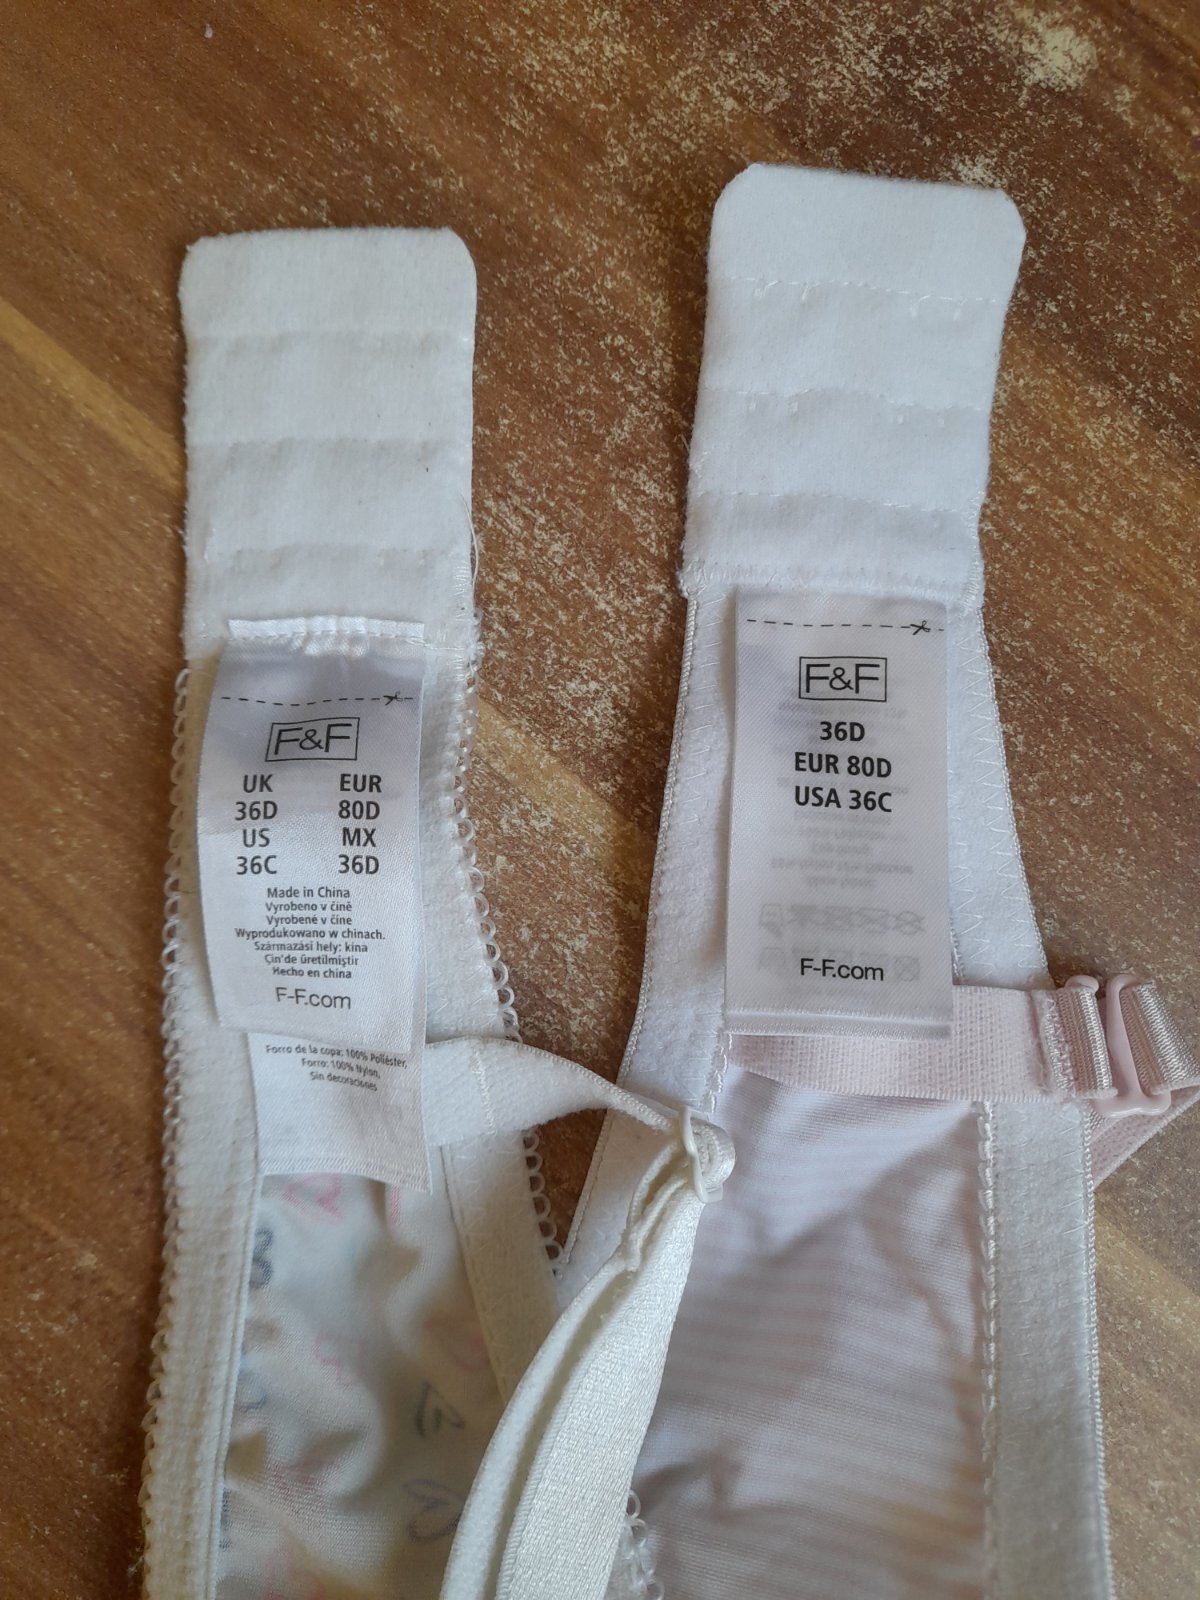 F&F
UK EUR
36D 80D
US MX
36C 36D
Made in China
Vyrobeno v číně
Vyrobené v číne
Wyprodukowano w chinach.
Származási hely: kína
Çin'de üretilmiştir
Hecho en china
F-F.com
Forro de la copa: 100% Poliéster,
Forro: 100% Nylon,
Sin decoraciones
F&F
36D
EUR 80D
USA 36C
F-F.com